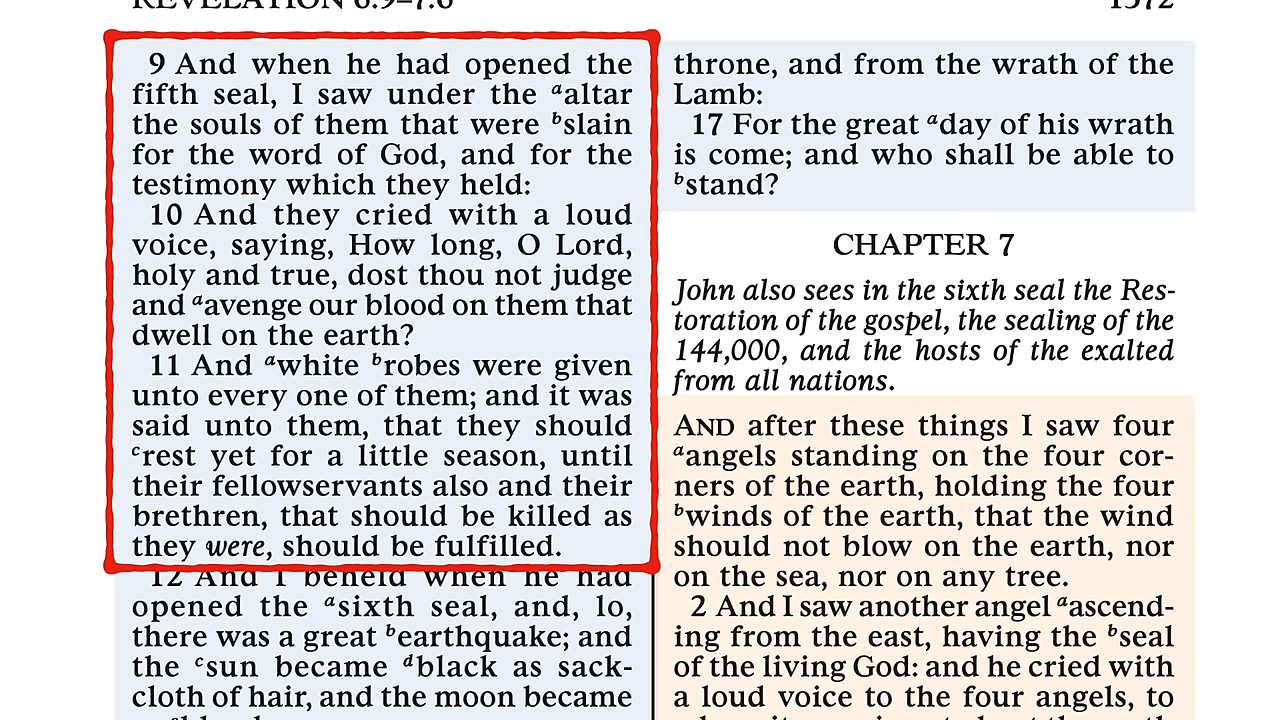 REVELATION 6:9–7:6
1572
9 And when he had opened the
fifth seal, I saw under the ᵃaltar
the souls of them that were ᵇslain
for the word of God, and for the
testimony which they held:
10 And they cried with a loud
voice, saying, How long, O Lord,
holy and true, dost thou not judge
and ᵃavenge our blood on them that
dwell on the earth?
11 And ᵃwhite ᵇrobes were given
unto every one of them; and it was
said unto them, that they should
ᶜrest yet for a little season, until
their fellowservants also and their
brethren, that should be killed as
they were, should be fulfilled.
12 And I beheld when he had
opened the ᵃsixth seal, and, lo,
there was a great ᵇearthquake; and
the ᶜsun became ᵈblack as sack-
cloth of hair, and the moon became
throne, and from the wrath of the
Lamb:
17 For the great ᵃday of his wrath
is come; and who shall be able to
ᵇstand?
CHAPTER 7
John also sees in the sixth seal the Res-
toration of the gospel, the sealing of the
144,000, and the hosts of the exalted
from all nations.
AND after these things I saw four
ᵃangels standing on the four cor-
ners of the earth, holding the four
ᵇwinds of the earth, that the wind
should not blow on the earth, nor
on the sea, nor on any tree.
2 And I saw another angel ᵃascend-
ing from the east, having the ᵇseal
of the living God: and he cried with
a loud voice to the four angels, to